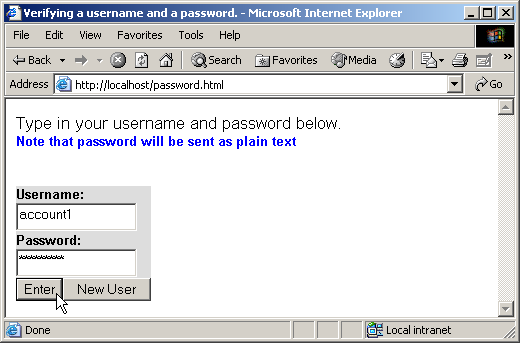 Verifying a username and a password. - Microsoft Internet Explorer
File Edit View Favorites Tools Help
Back Search Favorites Media
Address http://localhost/password.html Go
Type in your username and password below.
Note that password will be sent as plain text
Username:
account1
Password:
**********
Enter New User
Done Local intranet